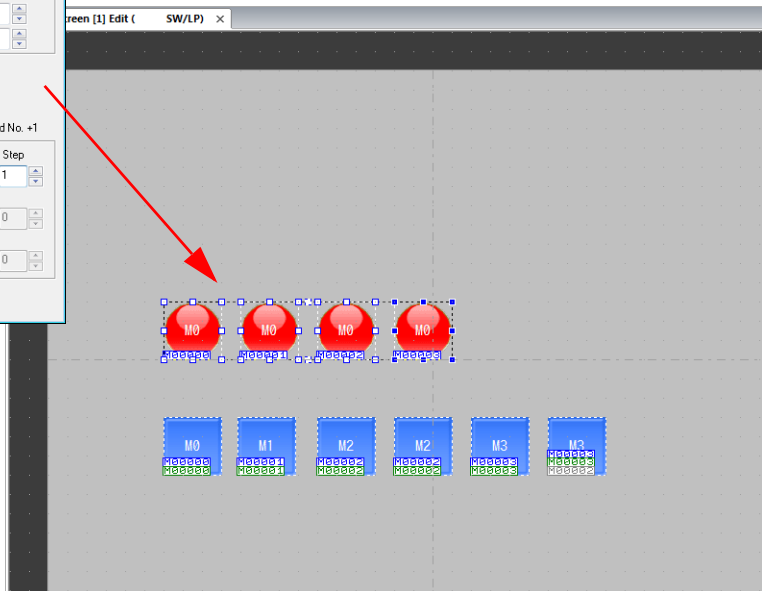 creen [1] Edit ( SW/LP)
d No. +1
Step
1
0
0
M0 M0 M0 M0
M00000 M00001 M00002 M00003
M0 M1 M2 M2 M3 M3
M00000 M00001 M00002 M00002 M00003 M00003
M00000 M00001 M00002 M00002 M00003 M00003
M00002